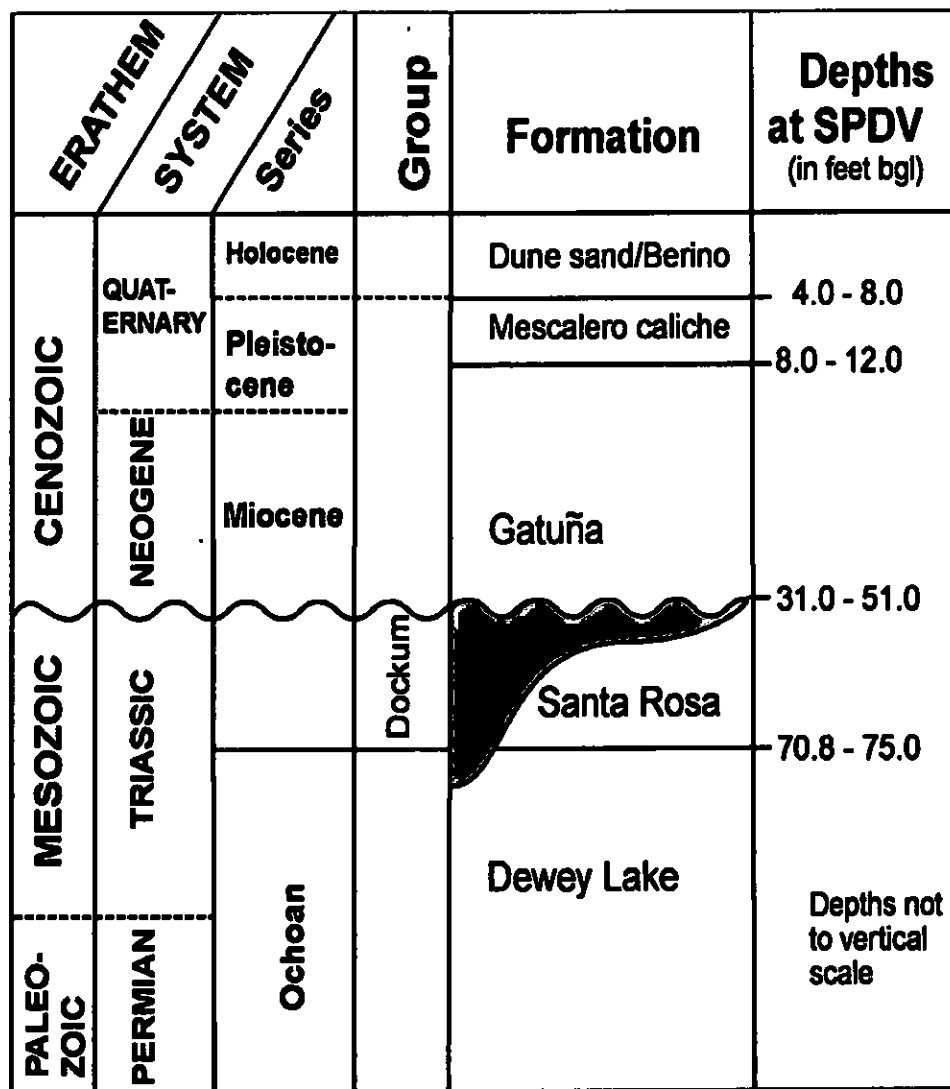 ERATHEM
SYSTEM
Series
Group
Formation
Depths
at SPDV
(in feet bgl)
CENOZOIC
QUAT-
ERNARY
Holocene
Dune sand/Berino
4.0 - 8.0
Pleisto-
cene
Mescalero caliche
8.0 - 12.0
NEOGENE
Miocene
Gatuña
31.0 - 51.0
MESOZOIC
TRIASSIC
Dockum
Santa Rosa
70.8 - 75.0
Ochoan
Dewey Lake
Depths not
to vertical
scale
PALEO-
ZOIC
PERMIAN